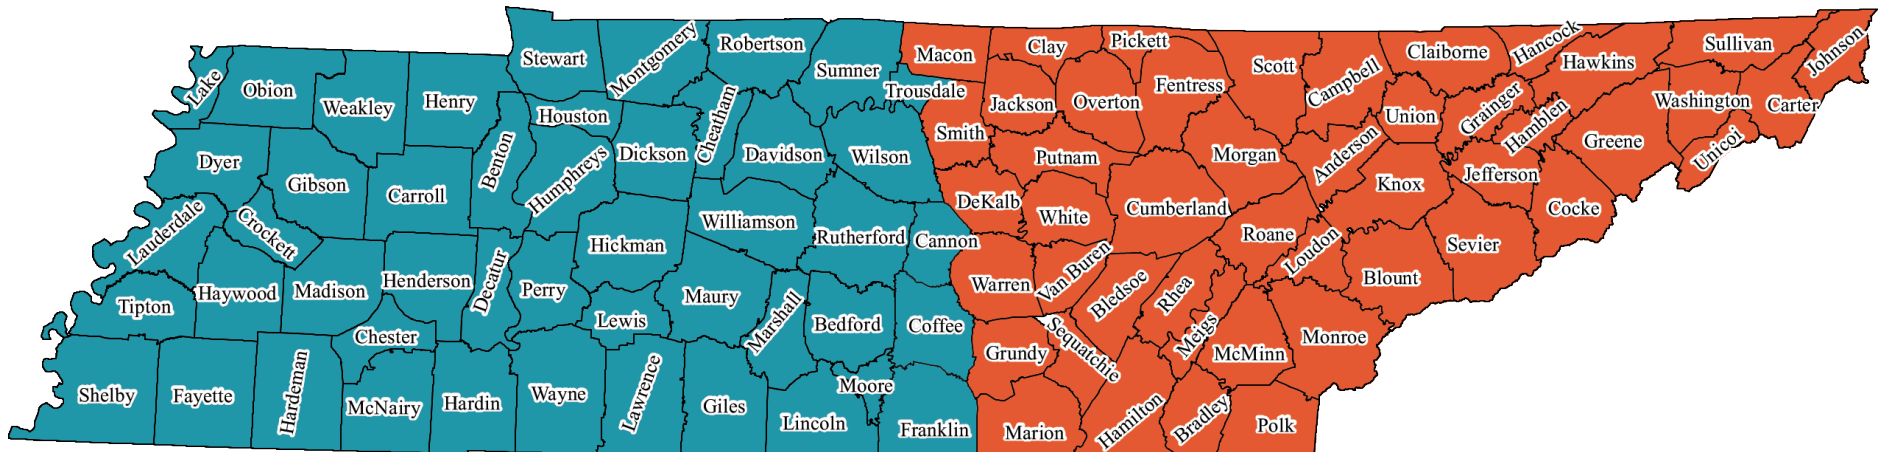 Lake
Obion
Weakley
Henry
Stewart
Montgomery
Robertson
Sumner
Trousdale
Macon
Clay
Pickett
Fentress
Scott
Campbell
Claiborne
Hancock
Hawkins
Sullivan
Johnson
Dyer
Gibson
Carroll
Benton
Houston
Humphreys
Dickson
Cheatham
Davidson
Wilson
Smith
Jackson
Overton
Putnam
Morgan
Anderson
Union
Grainger
Hamblen
Greene
Washington
Unicoi
Carter
Lauderdale
Crockett
Haywood
Madison
Henderson
Decatur
Perry
Hickman
Williamson
Rutherford
Cannon
DeKalb
White
Cumberland
Roane
Loudon
Knox
Jefferson
Sevier
Cocke
Tipton
Chester
Lewis
Maury
Marshall
Bedford
Coffee
Warren
Van Buren
Bledsoe
Rhea
Meigs
McMinn
Monroe
Blount
Shelby
Fayette
Hardeman
McNairy
Hardin
Wayne
Lawrence
Giles
Lincoln
Moore
Franklin
Grundy
Sequatchie
Marion
Hamilton
Bradley
Polk